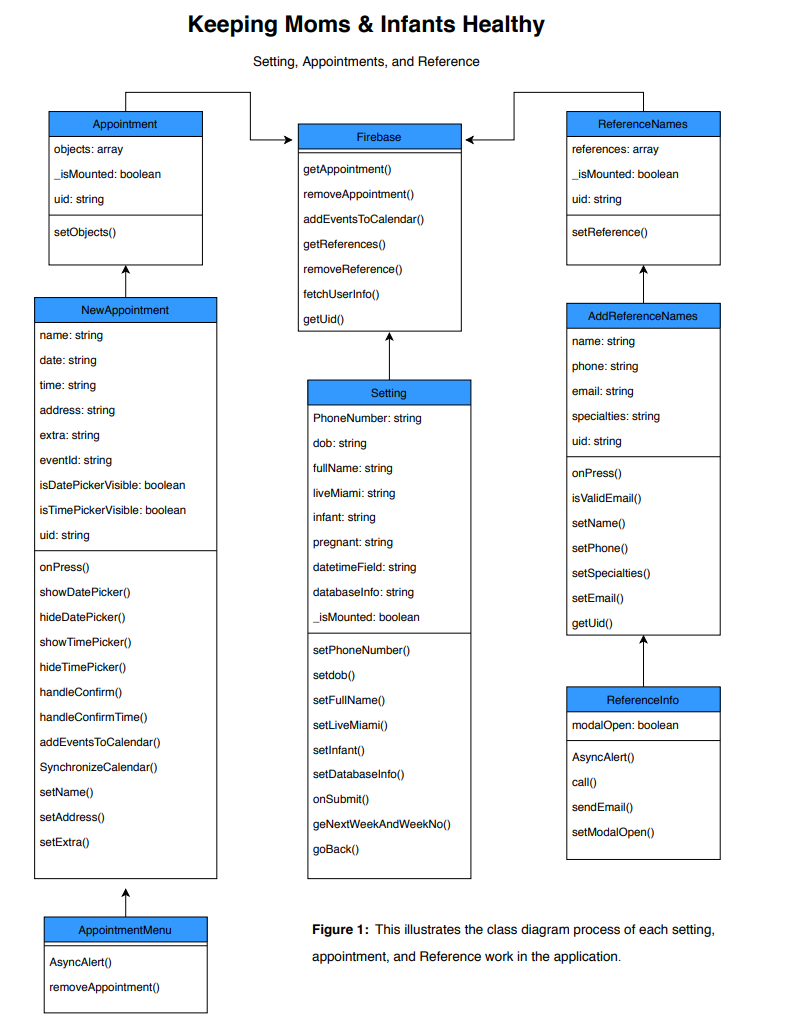 Keeping Moms & Infants Healthy
Setting, Appointments, and Reference
Appointment
objects: array
_isMounted: boolean
uid: string
setObjects()
NewAppointment
name: string
date: string
time: string
address: string
extra: string
eventId: string
isDatePickerVisible: boolean
isTimePickerVisible: boolean
uid: string
onPress()
showDatePicker()
hideDatePicker()
showTimePicker()
hideTimePicker()
handleConfirm()
handleConfirmTime()
addEventsToCalendar()
SynchronizeCalendar()
setName()
setAddress()
setExtra()
AppointmentMenu
AsyncAlert()
removeAppointment()
Firebase
getAppointment()
removeAppointment()
addEventsToCalendar()
getReferences()
removeReference()
fetchUserInfo()
getUid()
Setting
PhoneNumber: string
dob: string
fullName: string
liveMiami: string
infant: string
pregnant: string
datetimeField: string
databaseInfo: string
_isMounted: boolean
setPhoneNumber()
setdob()
setFullName()
setLiveMiami()
setInfant()
setDatabaseInfo()
onSubmit()
geNextWeekAndWeekNo()
goBack()
ReferenceNames
references: array
_isMounted: boolean
uid: string
setReference()
AddReferenceNames
name: string
phone: string
email: string
specialties: string
uid: string
onPress()
isValidEmail()
setName()
setPhone()
setSpecialties()
setEmail()
getUid()
ReferenceInfo
modalOpen: boolean
AsyncAlert()
call()
sendEmail()
setModalOpen()
Figure 1: This illustrates the class diagram process of each setting,
appointment, and Reference work in the application.